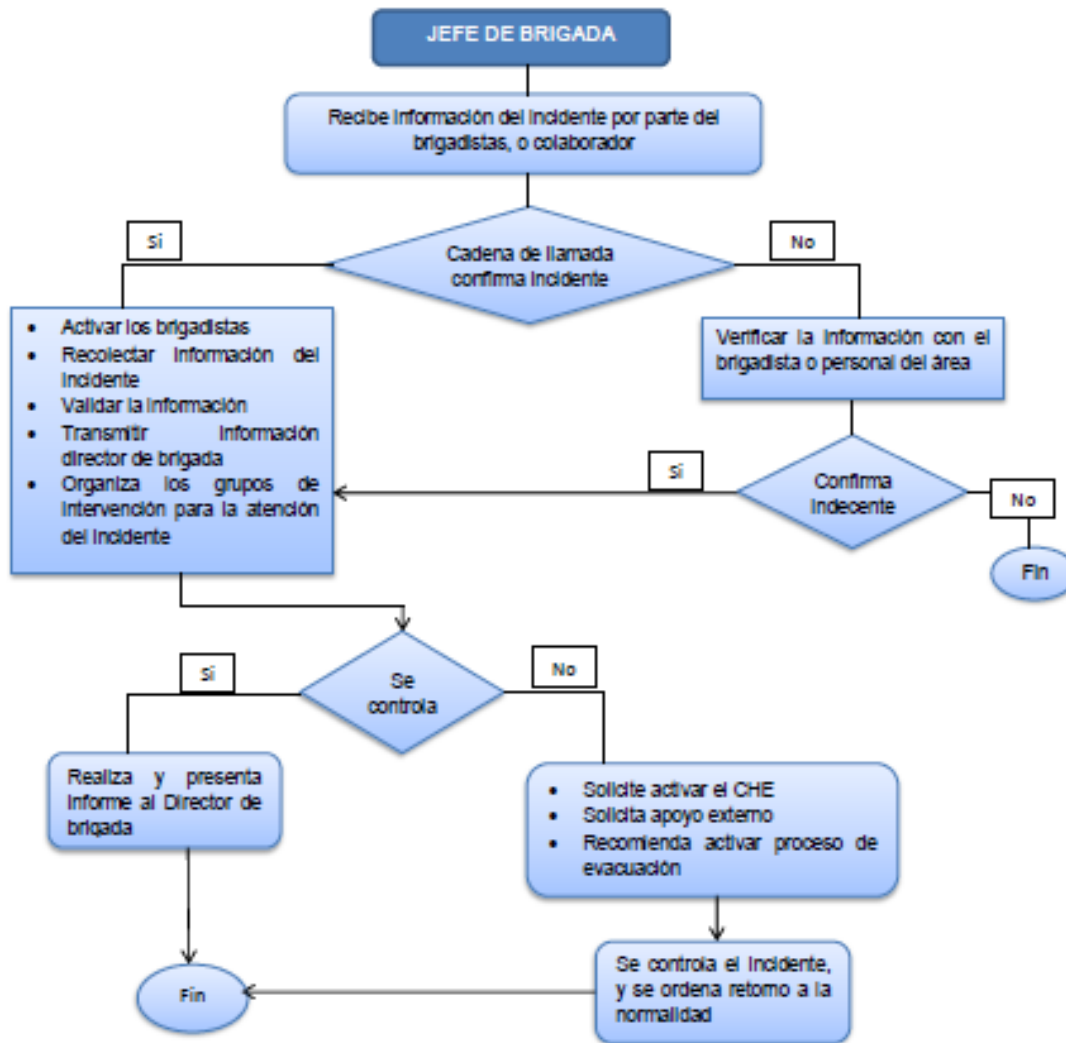 JEFE DE BRIGADA
Recibe información del incidente por parte del
brigadistas, o colaborador
Si
No
Cadena de llamada
confirma incidente
• Activar los brigadistas
• Recolectar información del
incidente
• Validar la información
• Transmitir información
director de brigada
• Organiza los grupos de
intervención para la atención
del incidente
Verificar la información con el
brigadista o personal del área
Si
Confirma
indecente
No
Fin
Si
No
Se
controla
Realiza y presenta
informe al Director de
brigada
• Solicite activar el CHE
• Solicita apoyo externo
• Recomienda activar proceso de
evacuación
Se controla el incidente,
y se ordena retorno a la
normalidad
Fin